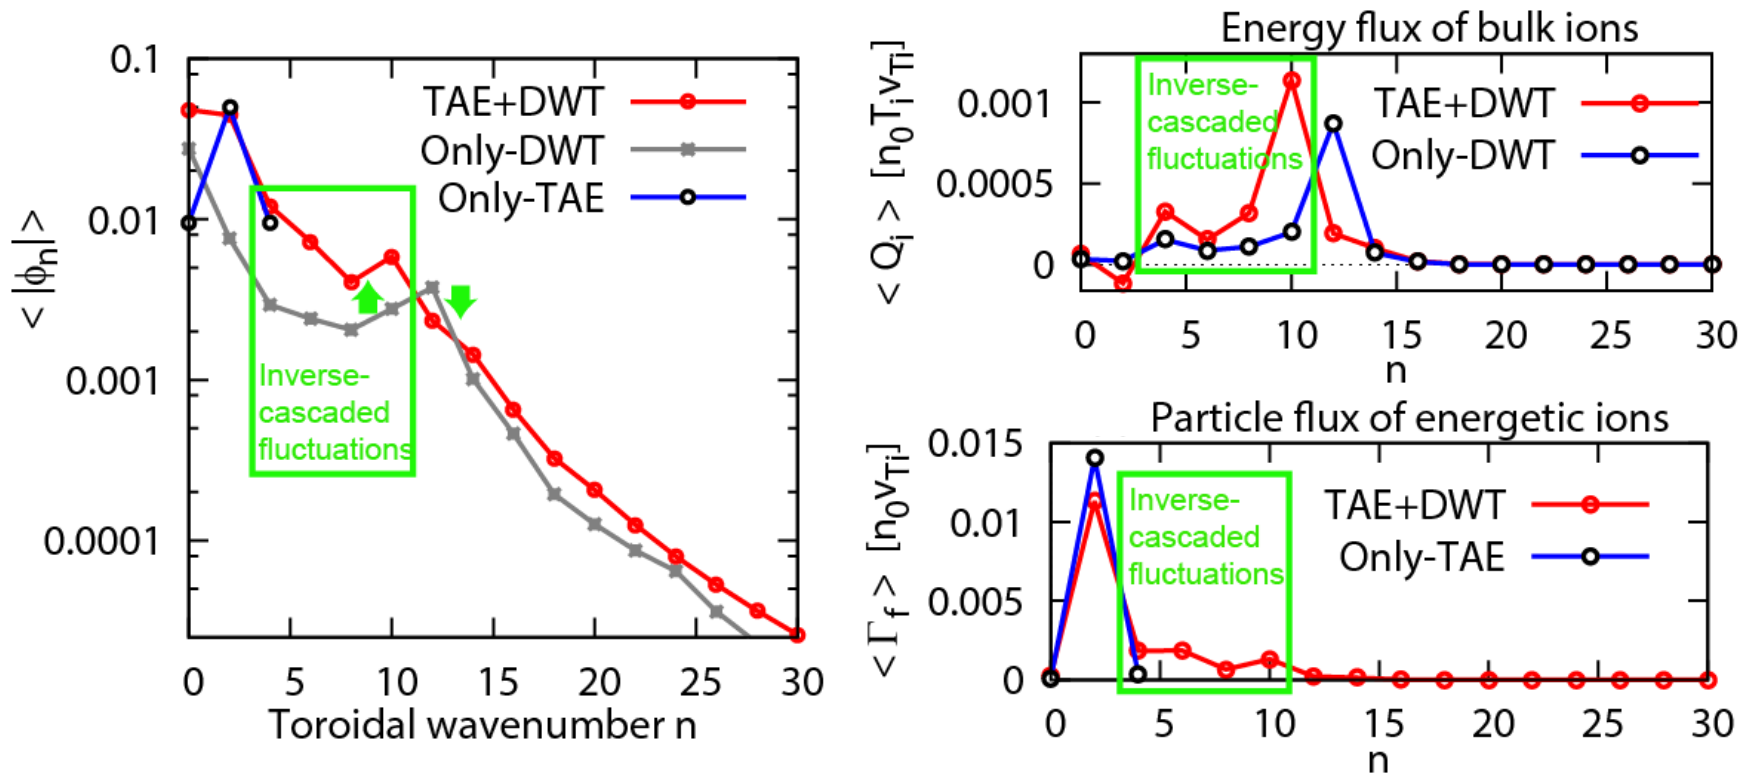 0.1
0.01
0.001
0.0001
< |ϕn| >
TAE+DWT
Only-DWT
Only-TAE
Inverse-
cascaded
fluctuations
0 5 10 15 20 25 30
Toroidal wavenumber n
Energy flux of bulk ions
0.001
0.0005
0
< Qi > [n0TivTi]
Inverse-
cascaded
fluctuations
TAE+DWT
Only-DWT
0 5 10 15 20 25 30
n
Particle flux of energetic ions
0.015
0.01
0.005
0
< Γf > [n0vTi]
Inverse-
cascaded
fluctuations
TAE+DWT
Only-TAE
0 5 10 15 20 25 30
n